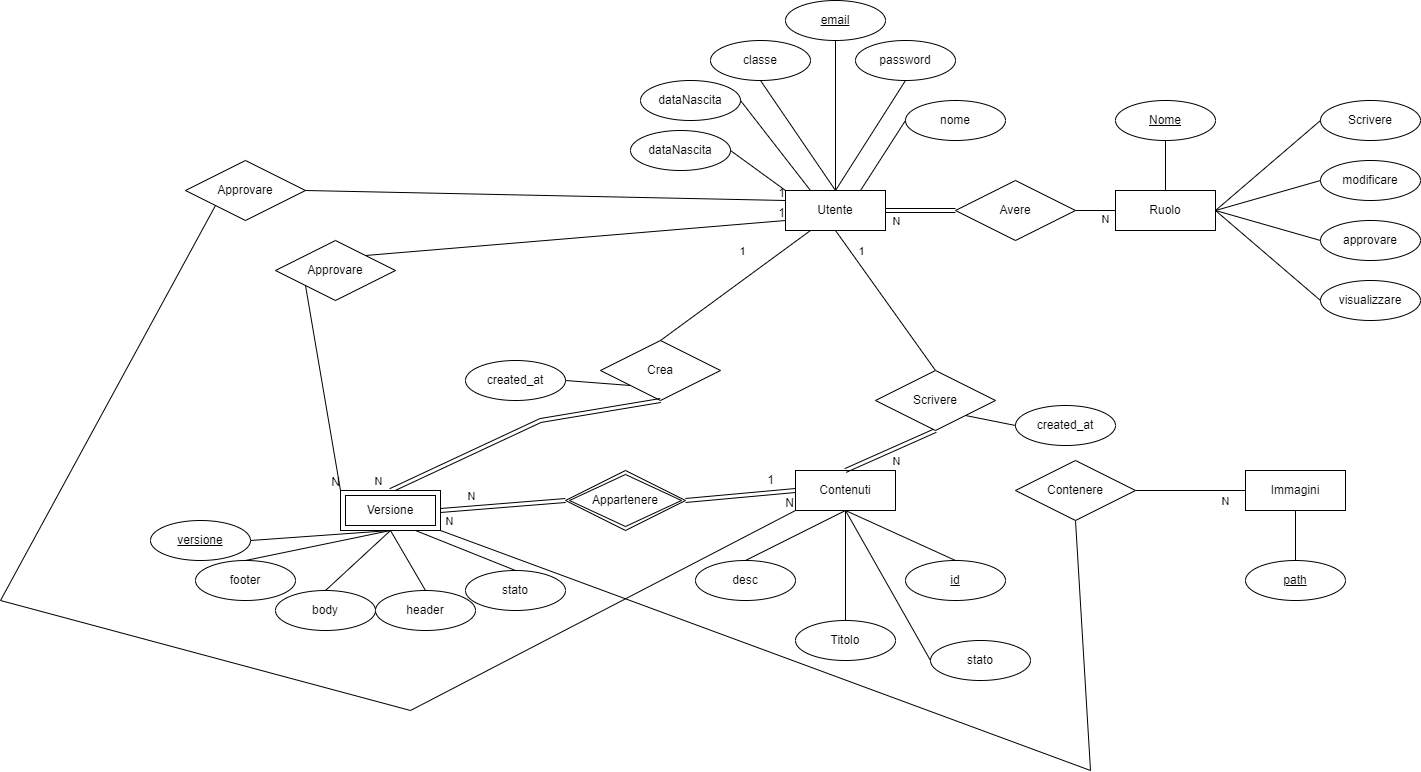 email
classe
password
dataNascita
nome
Nome
Scrivere
dataNascita
modificare
Approvare
1
Utente
Avere
Ruolo
1
N
N
approvare
1
1
Approvare
visualizzare
Crea
created_at
Scrivere
created_at
N
N
N
1
Contenuti
Contenere
Immagini
N
Appartenere
N
N
Versione
N
versione
footer
stato
desc
id
path
body
header
Titolo
stato